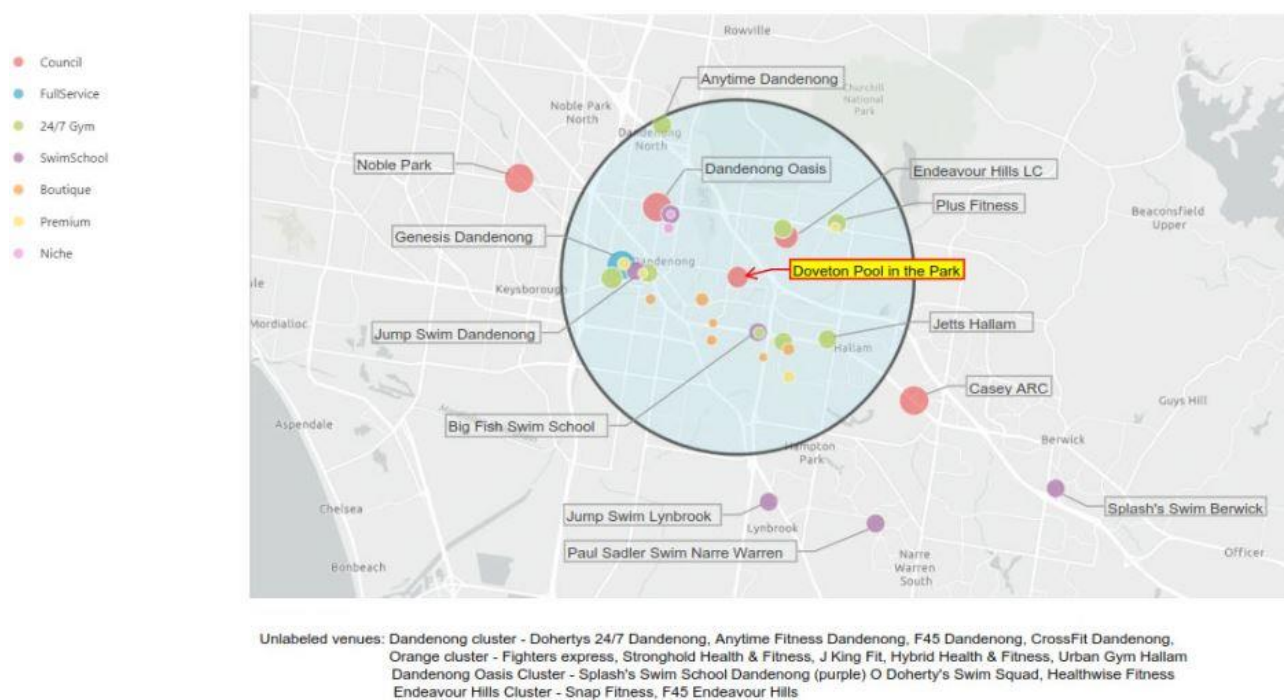 Council
FullService
24/7 Gym
SwimSchool
Boutique
Premium
Niche
Rowville
Anytime Dandenong
Churchill
National
Park
Noble Park
North
Dandenong
North
Noble Park
Dandenong Oasis
Endeavour Hills LC
Plus Fitness
Beaconsfield
Upper
Genesis Dandenong
Dandenong
Doveton Pool in the Park
Keysborough
Mordialloc
Jump Swim Dandenong
Jetts Hallam
Hallam
Casey ARC
Guys Hill
Aspendale
Big Fish Swim School
Hampton
Park
Berwick
Chelsea
Jump Swim Lynbrook
Lynbrook
Splash's Swim Berwick
Paul Sadler Swim Narre Warren
Narre
Warren
South
Officer
Bonbeach
Unlabeled venues: Dandenong cluster - Dohertys 24/7 Dandenong, Anytime Fitness Dandenong, F45 Dandenong, CrossFit Dandenong,
Orange cluster - Fighters express, Stronghold Health & Fitness, J King Fit, Hybrid Health & Fitness, Urban Gym Hallam
Dandenong Oasis Cluster - Splash's Swim School Dandenong (purple) O Doherty's Swim Squad, Healthwise Fitness
Endeavour Hills Cluster - Snap Fitness, F45 Endeavour Hills